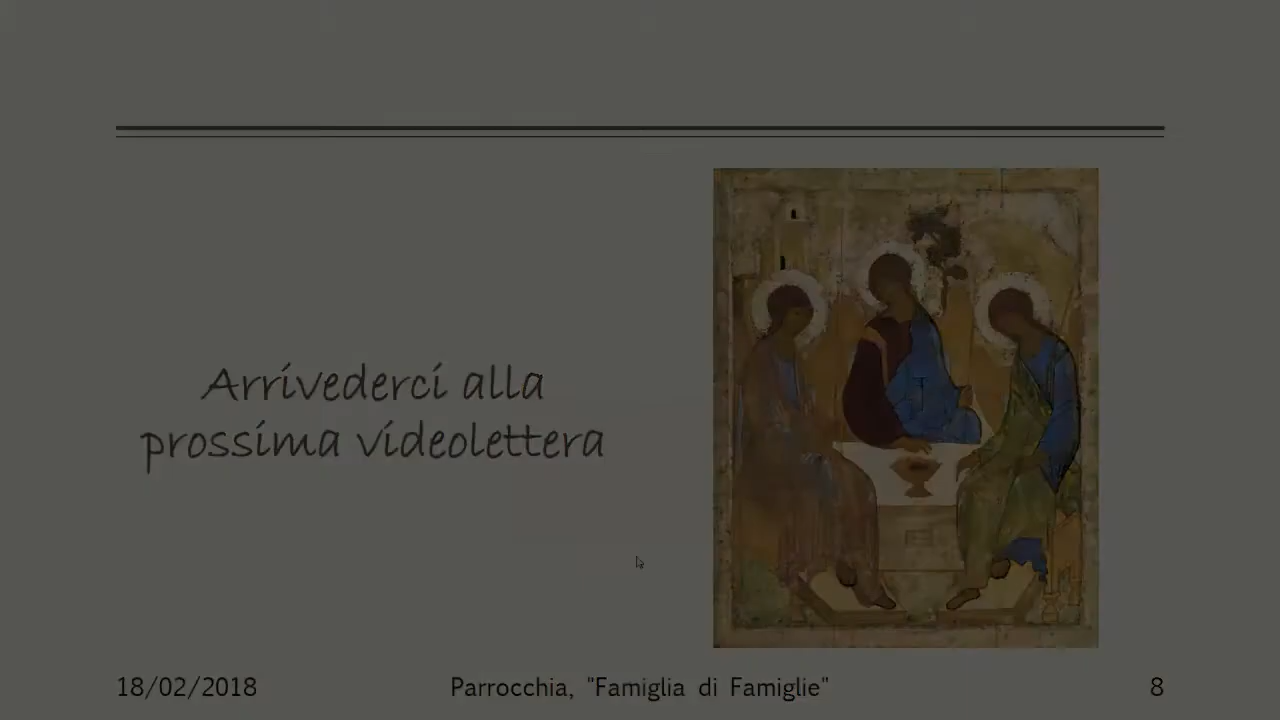 Arrivederci alla
prossima videolettera
18/02/2018
Parrocchia, "Famiglia di Famiglie"
8